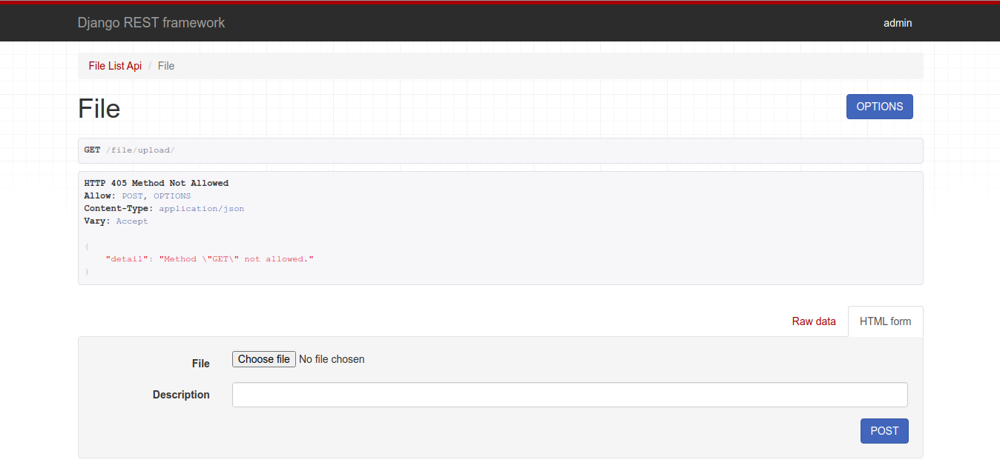 Django REST framework
admin
File List Api / File
File
OPTIONS
GET /file/upload/
HTTP 405 Method Not Allowed
Allow: POST, OPTIONS
Content-Type: application/json
Vary: Accept
{
    "detail": "Method \"GET\" not allowed."
}
Raw data
HTML form
File
Choose file No file chosen
Description
POST